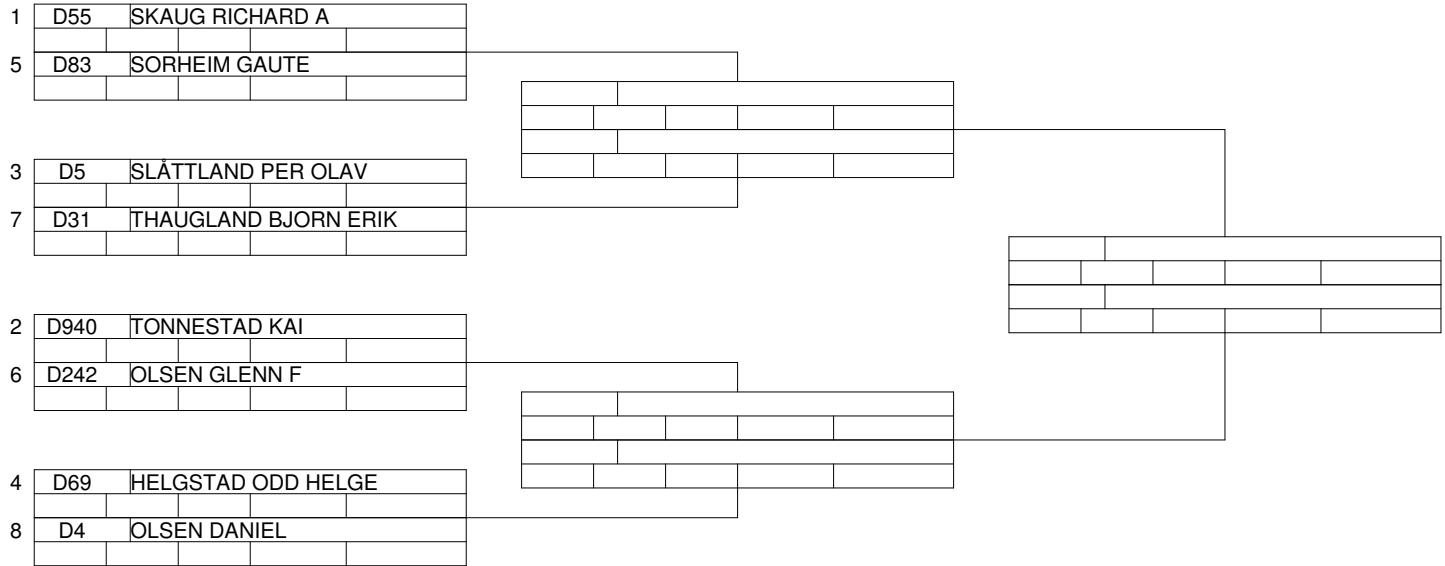 1 D55 SKAUG RICHARD A
5 D83 SORHEIM GAUTE
3 D5 SLÅTTLAND PER OLAV
7 D31 THAUGLAND BJORN ERIK
2 D940 TONNESTAD KAI
6 D242 OLSEN GLENN F
4 D69 HELGSTAD ODD HELGE
8 D4 OLSEN DANIEL